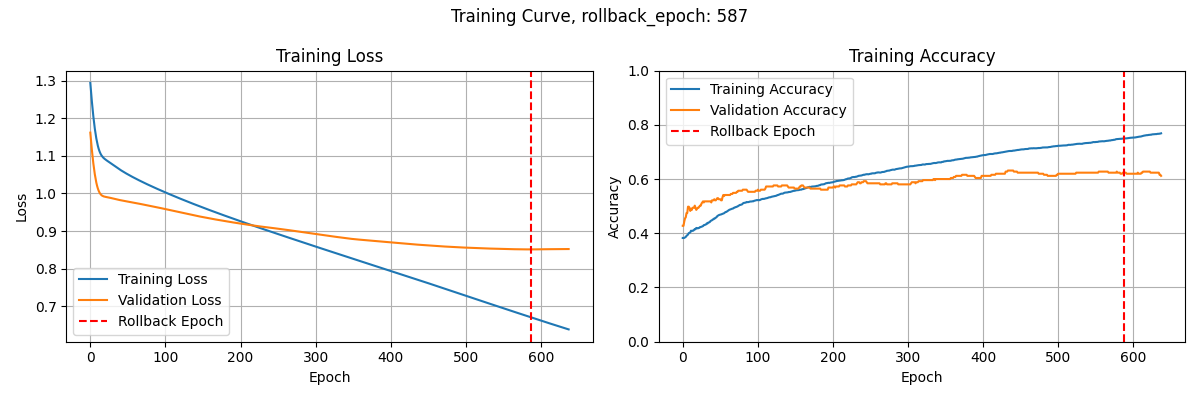 Training Curve, rollback_epoch: 587
Training Loss
1.3
1.2
1.1
1.0
0.9
0.8
0.7
Loss
Training Loss
Validation Loss
Rollback Epoch
0 100 200 300 400 500 600
Epoch
Training Accuracy
1.0
0.8
0.6
0.4
0.2
0.0
Accuracy
Training Accuracy
Validation Accuracy
Rollback Epoch
0 100 200 300 400 500 600
Epoch